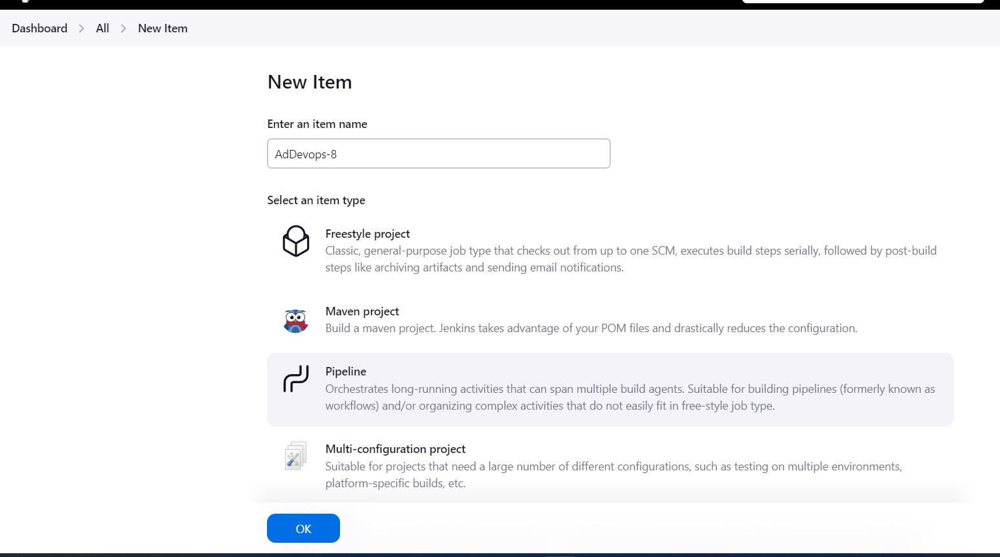 Dashboard > All > New Item
New Item
Enter an item name
AdDevops-8
Select an item type
Freestyle project
Classic, general-purpose job type that checks out from up to one SCM, executes build steps serially, followed by post-build
steps like archiving artifacts and sending email notifications.
Maven project
Build a maven project. Jenkins takes advantage of your POM files and drastically reduces the configuration.
Pipeline
Orchestrates long-running activities that can span multiple build agents. Suitable for building pipelines (formerly known as
workflows) and/or organizing complex activities that do not easily fit in free-style job type.
Multi-configuration project
Suitable for projects that need a large number of different configurations, such as testing on multiple environments,
platform-specific builds, etc.
OK